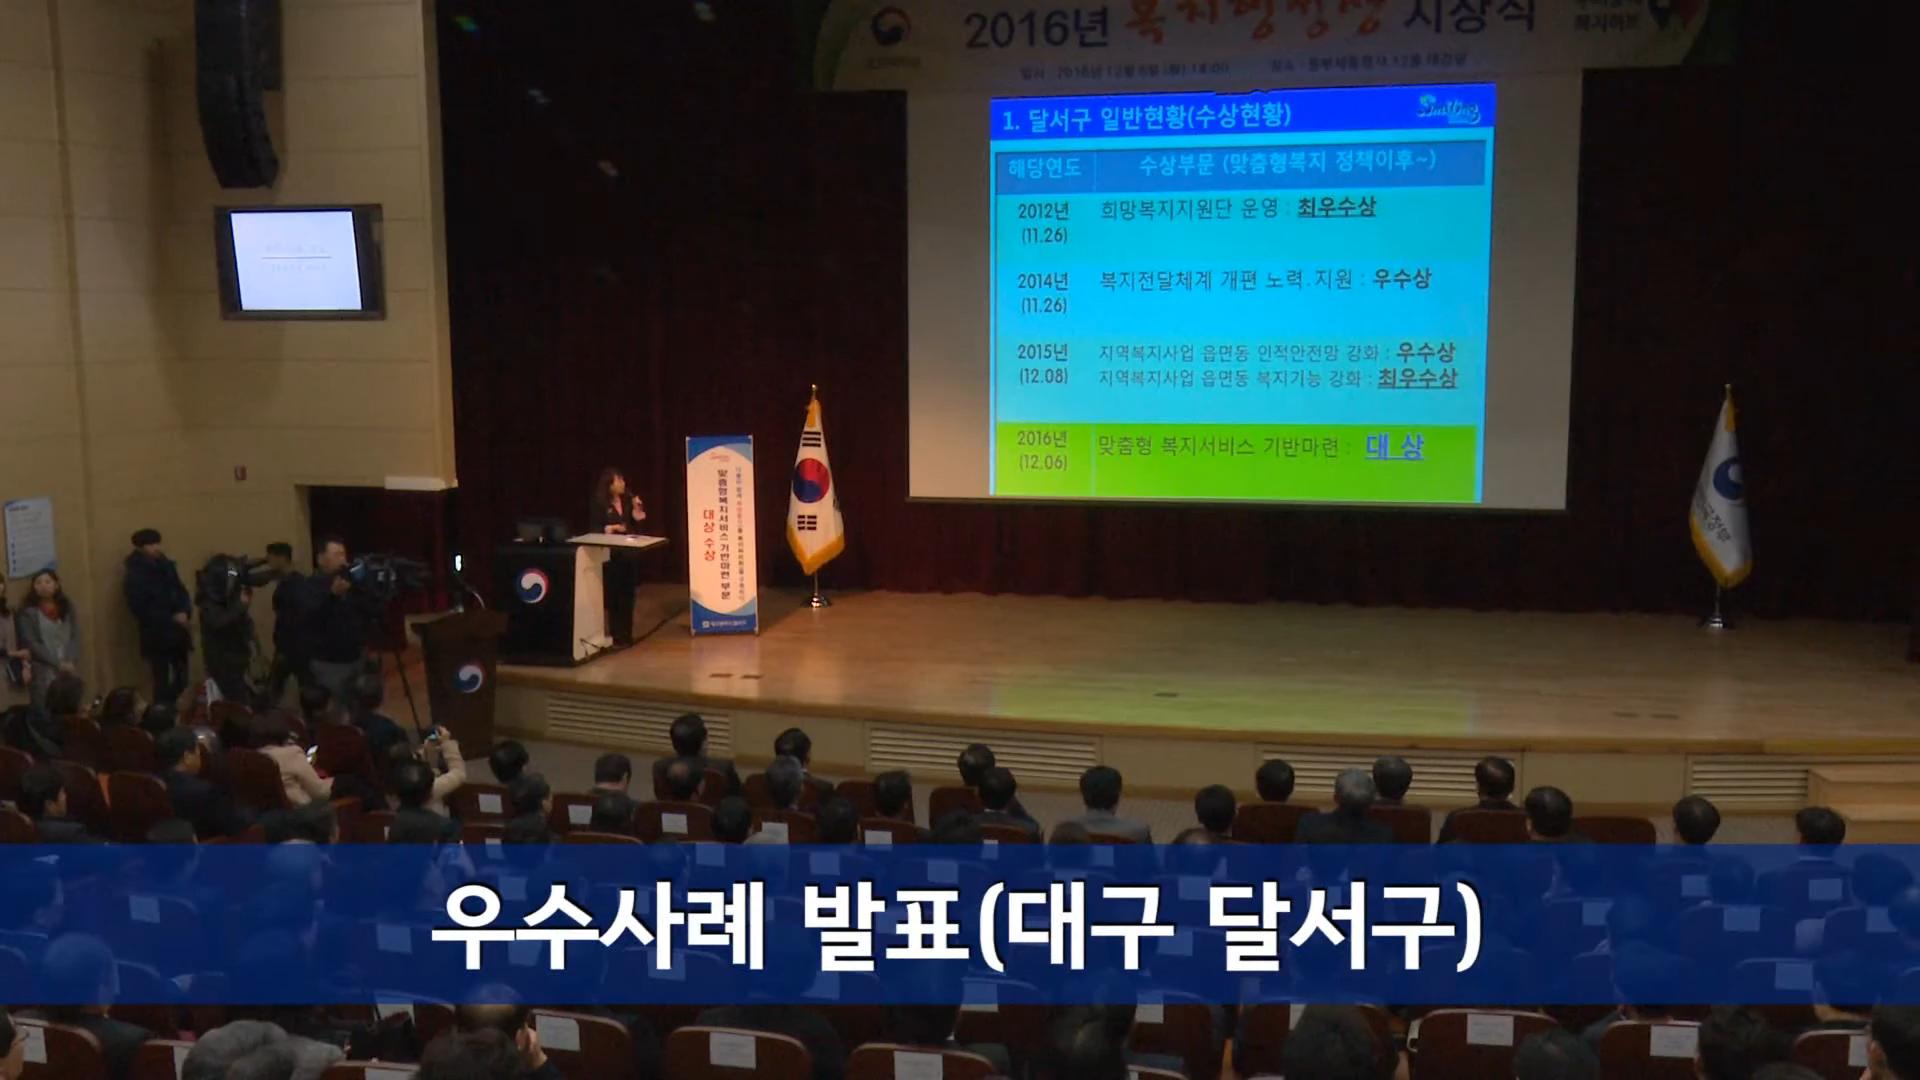 2016년 복지행정상 시상식
1. 달서구 일반현황(수상현황)
해당연도 수상부문 (맞춤형복지 정책이후~)
2012년 희망복지지원단 운영 : 최우수상
(11.26)
2014년 복지전달체계 개편 노력.지원 : 우수상
(11.26)
2015년 지역복지사업 읍면동 인적안전망 강화 : 우수상
(12.08) 지역복지사업 읍면동 복지기능 강화 : 최우수상
2016년 맞춤형 복지서비스 기반마련 : 대 상
(12.06)
맞춤형복지서비스 기반마련 부문
대상 수상
우수사례 발표(대구 달서구)